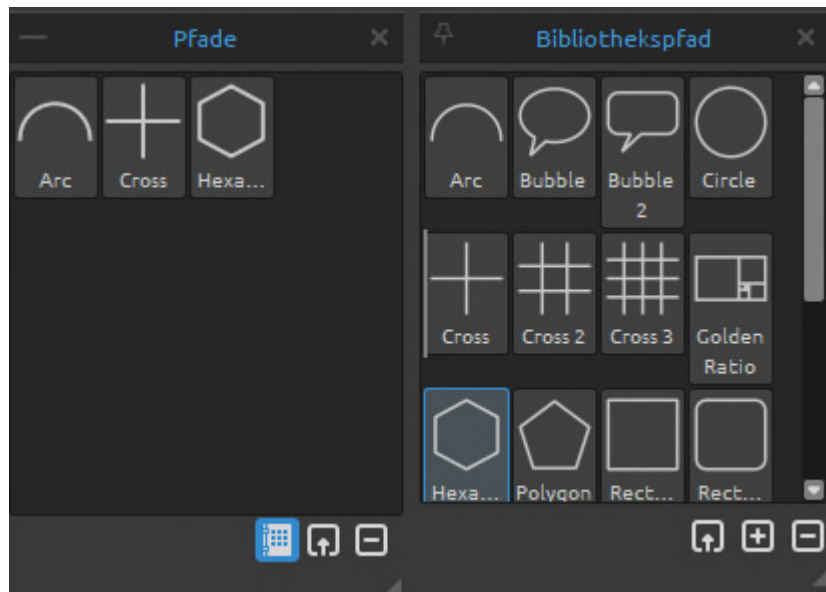 Pfade
Arc
Cross
Hexa...
Bibliothekspfad
Arc
Bubble
Bubble
2
Circle
Cross
Cross 2
Cross 3
Golden
Ratio
Hexa...
Polygon
Rect...
Rect...